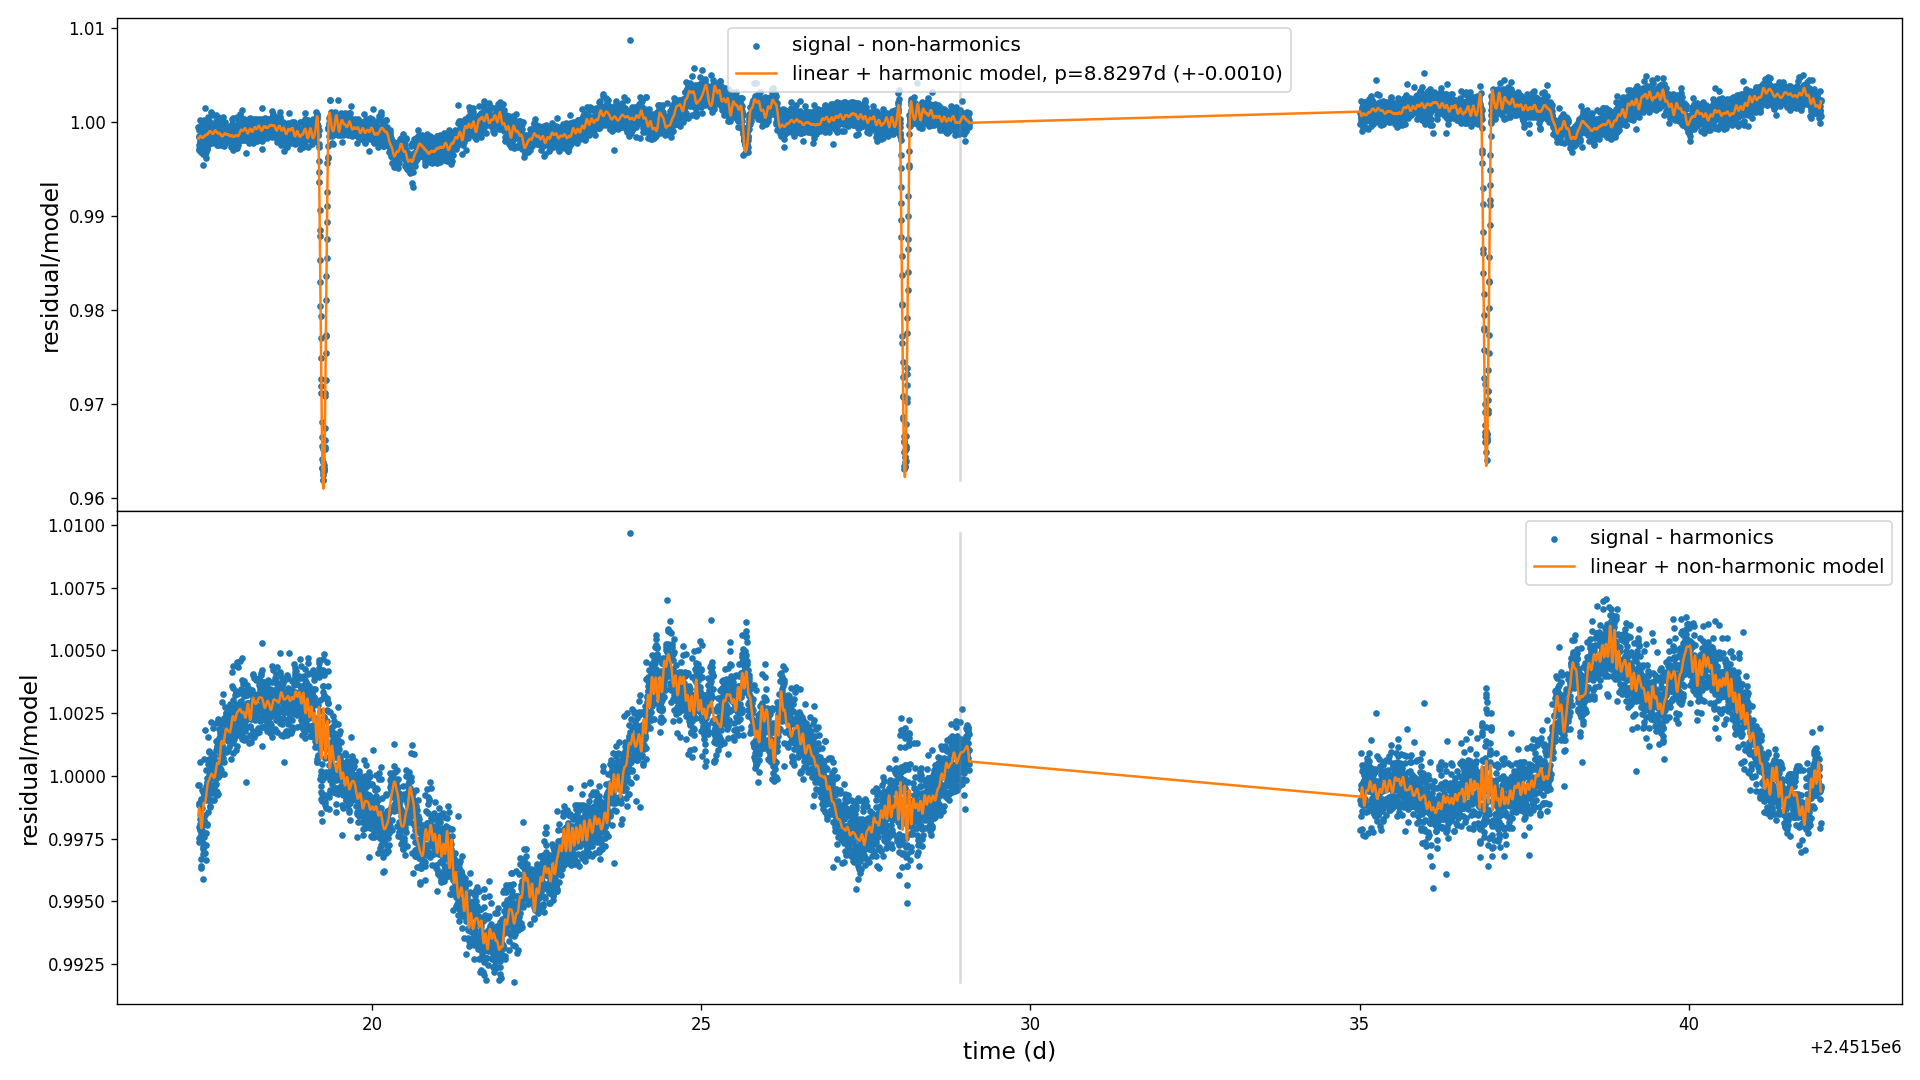 1.01
1.00
0.99
0.98
0.97
0.96
residual/model
signal - non-harmonics
linear + harmonic model, p=8.8297d (+-0.0010)
1.0100
1.0075
1.0050
1.0025
1.0000
0.9975
0.9950
0.9925
residual/model
signal - harmonics
linear + non-harmonic model
20
25
30
35
40
time (d)
+2.4515e6